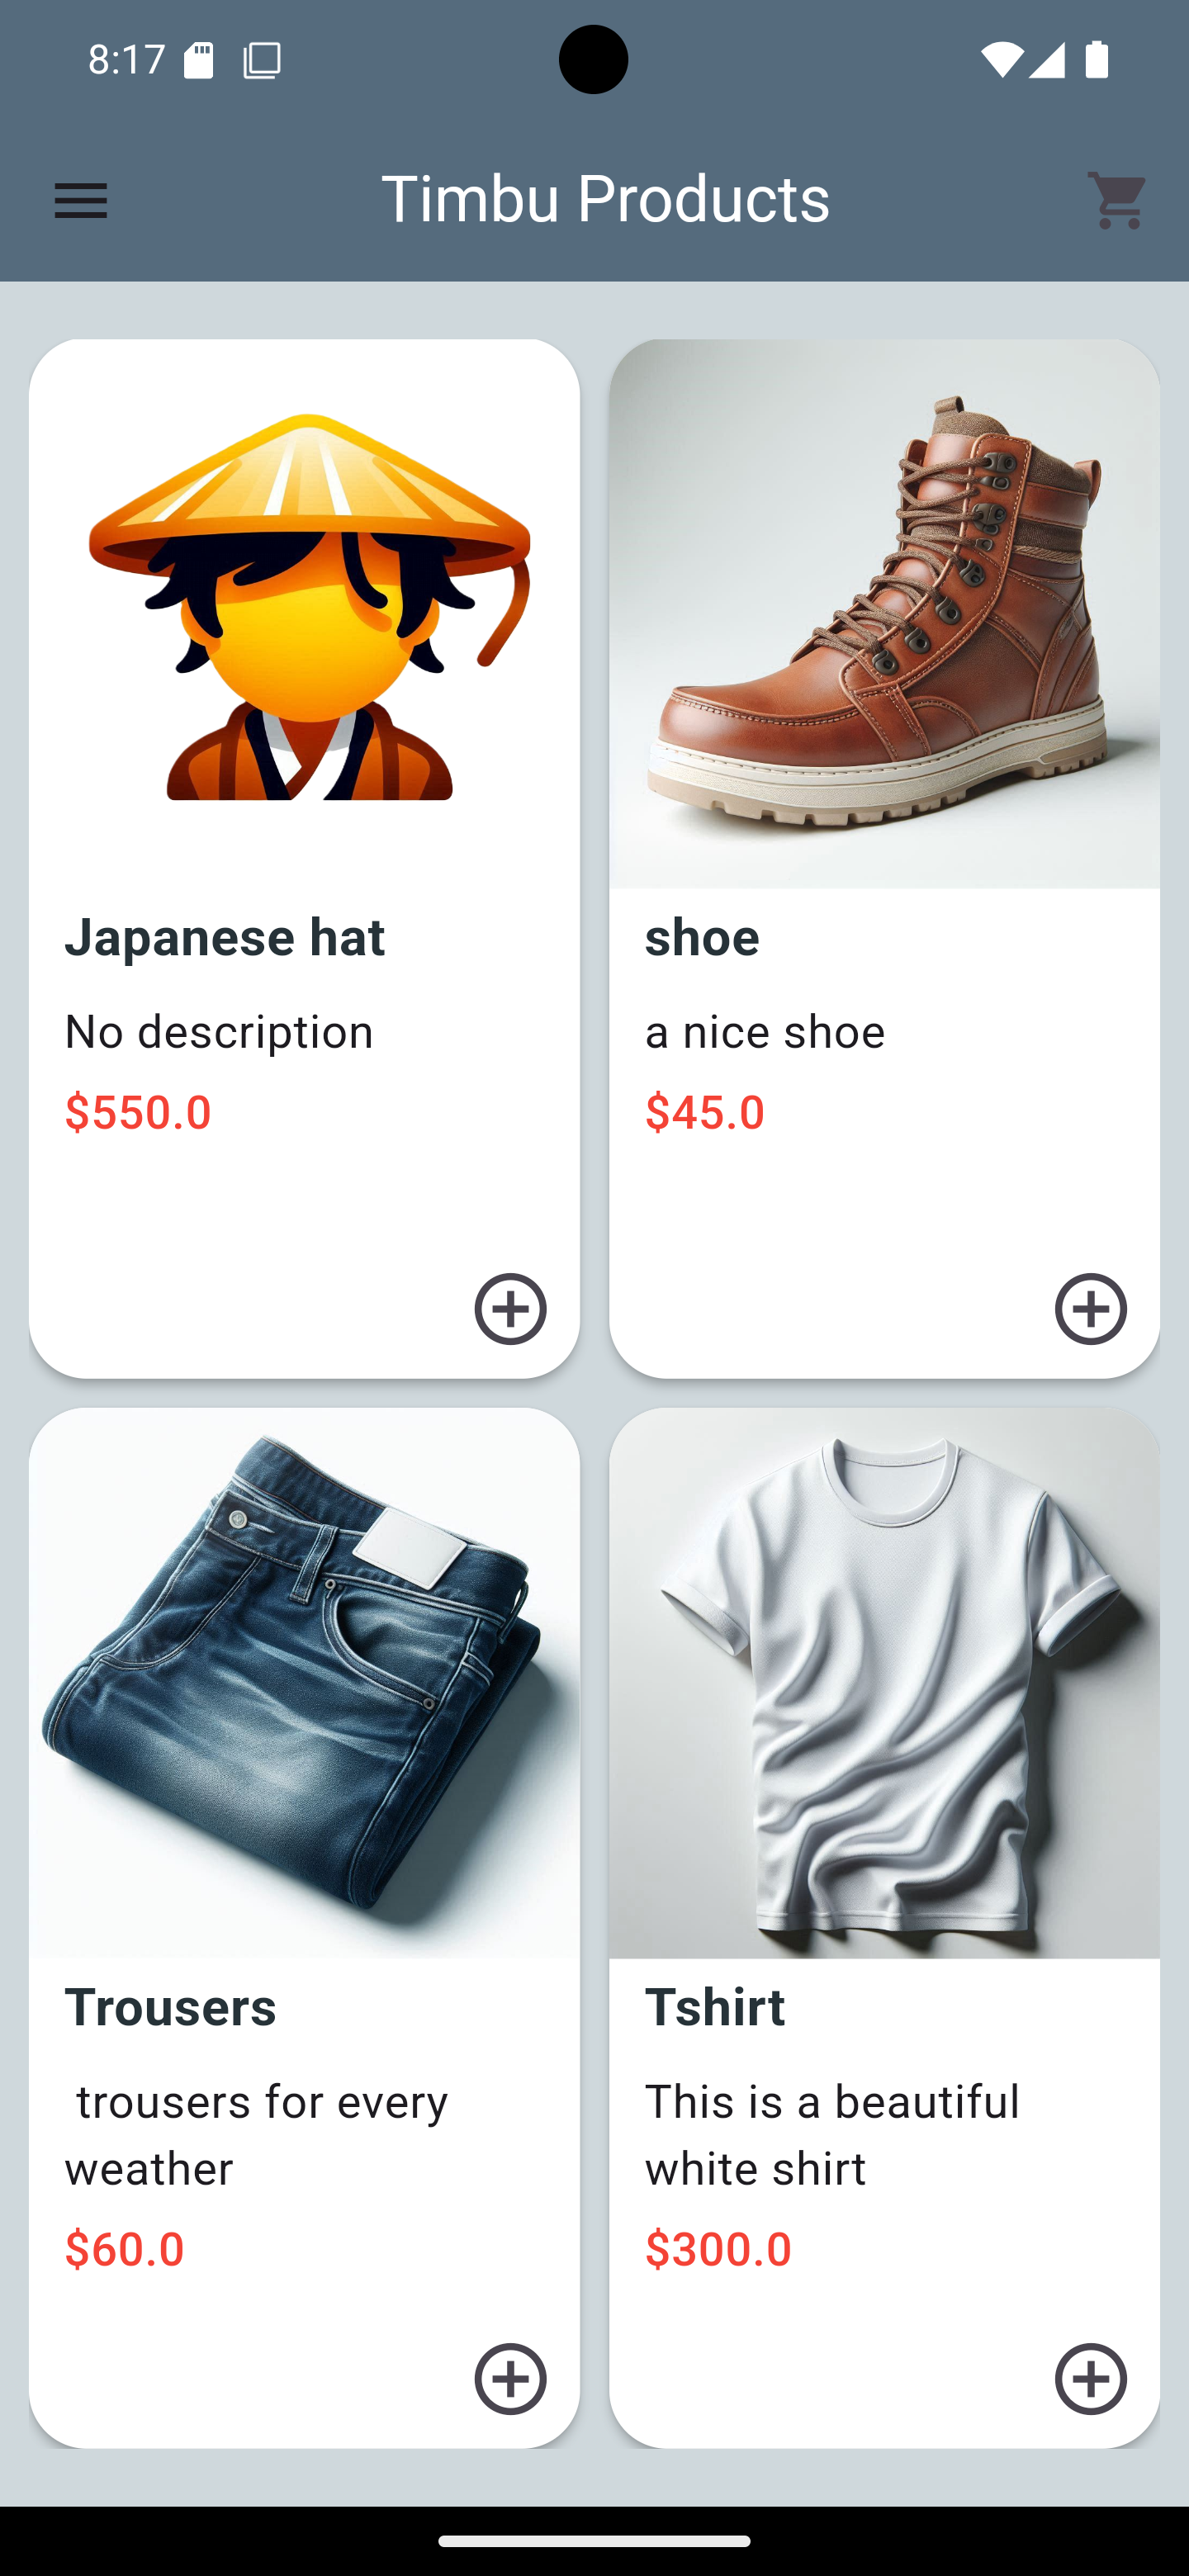 8:17
Timbu Products
Japanese hat
No description
$550.0
shoe
a nice shoe
$45.0
Trousers
trousers for every
weather
$60.0
Tshirt
This is a beautiful
white shirt
$300.0